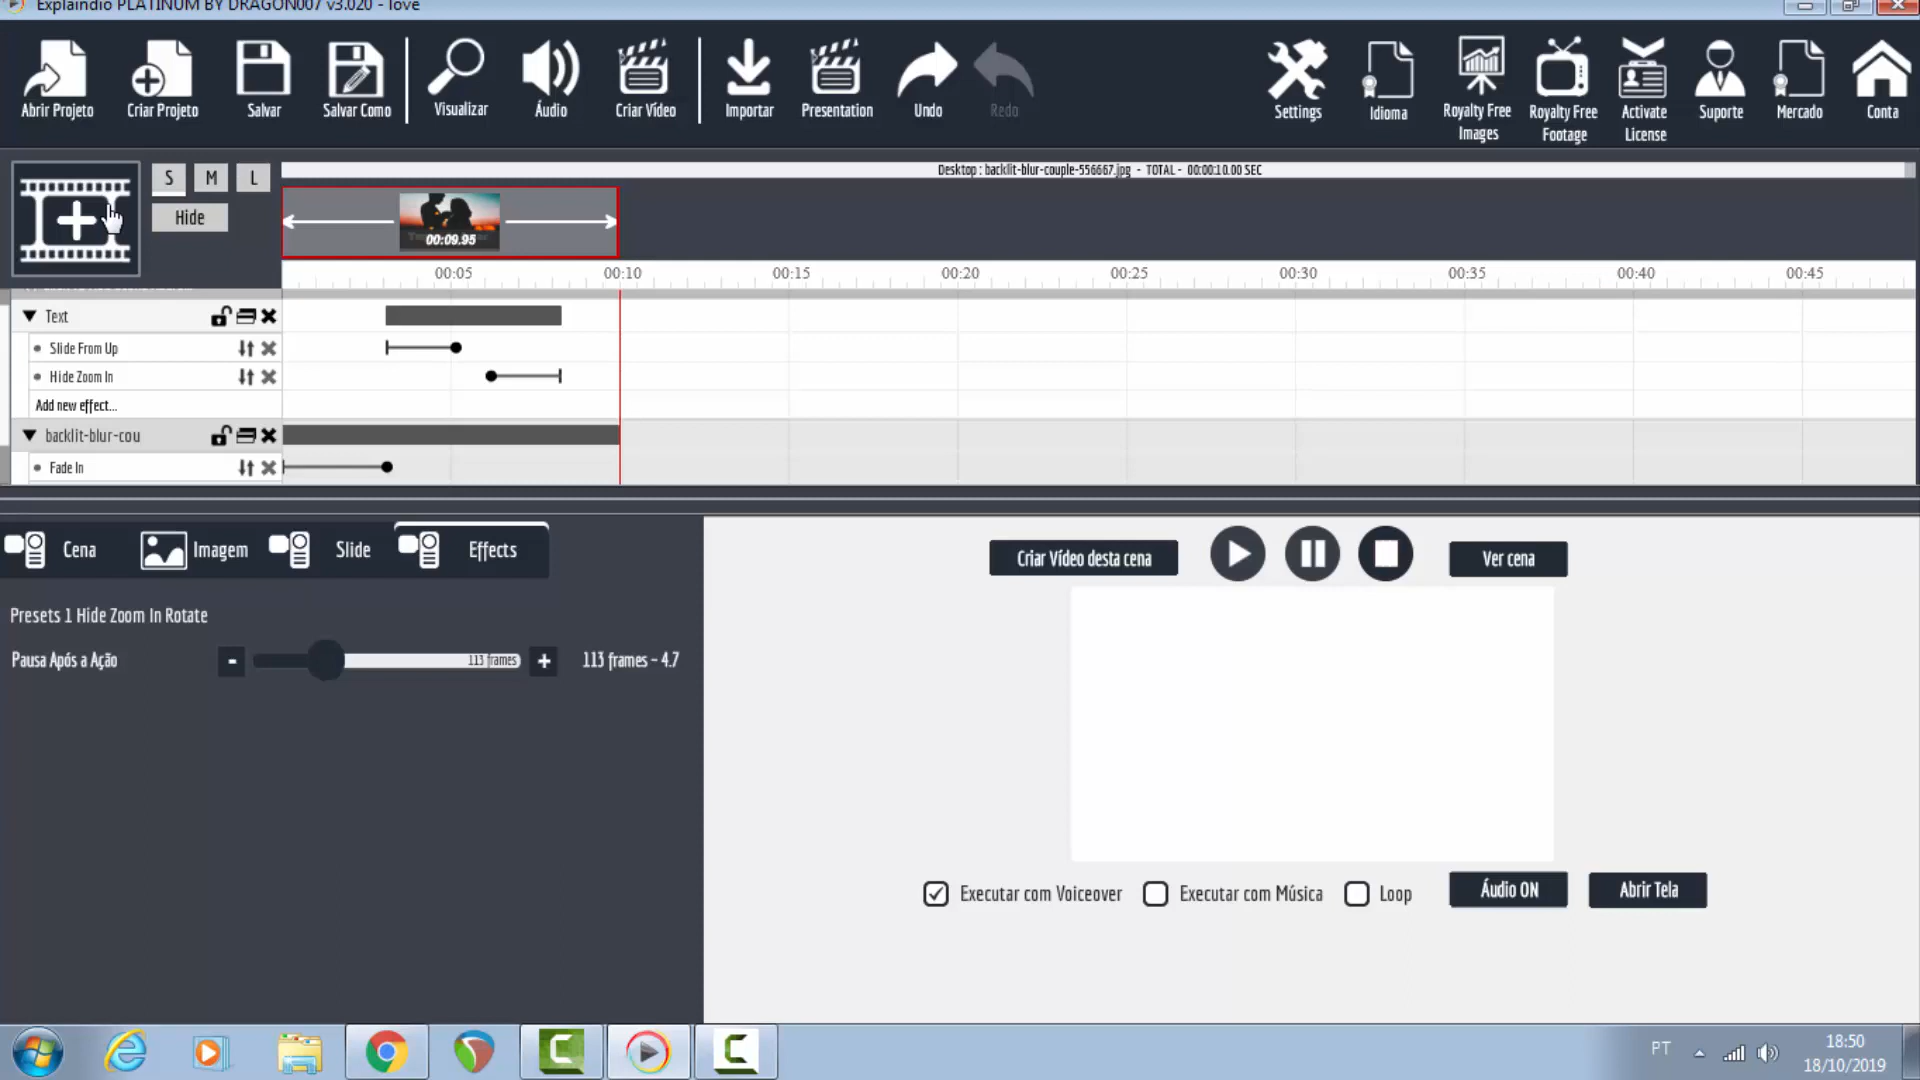 Explaindio PLATINUM BY DRAGON007 v3.020 - love
Abrir Projeto
Criar Projeto
Salvar
Salvar Como
Visualizar
Áudio
Criar Vídeo
Importar
Presentation
Undo
Redo
Settings
Idioma
Royalty Free
Images
Royalty Free
Footage
Activate
License
Suporte
Mercado
Conta
S M L
Hide
Desktop : backlit-blur-couple-556667.jpg - TOTAL - 00:00:10.00 SEC
00:09.95
00:05 00:10 00:15 00:20 00:25 00:30 00:35 00:40 00:45
Text
Slide From Up
Hide Zoom In
Add new effect...
backlit-blur-cou
Fade In
Cena
Imagem
Slide
Effects
Presets 1 Hide Zoom In Rotate
Pausa Após a Ação
-
113 frames
+
113 frames - 4.7
Criar Vídeo desta cena
Ver cena
Executar com Voiceover
Executar com Música
Loop
Áudio ON
Abrir Tela
PT
18:50
18/10/2019